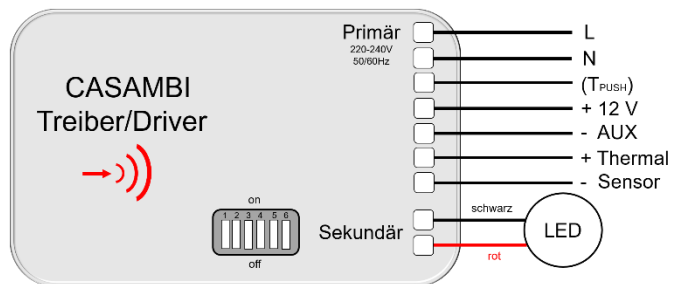 Primär
220-240V
50/60Hz
L
N
(TPUSH)
+ 12 V
- AUX
+ Thermal
- Sensor
CASAMBI
Treiber/Driver
on
1 2 3 4 5 6
off
Sekundär
schwarz
rot
LED